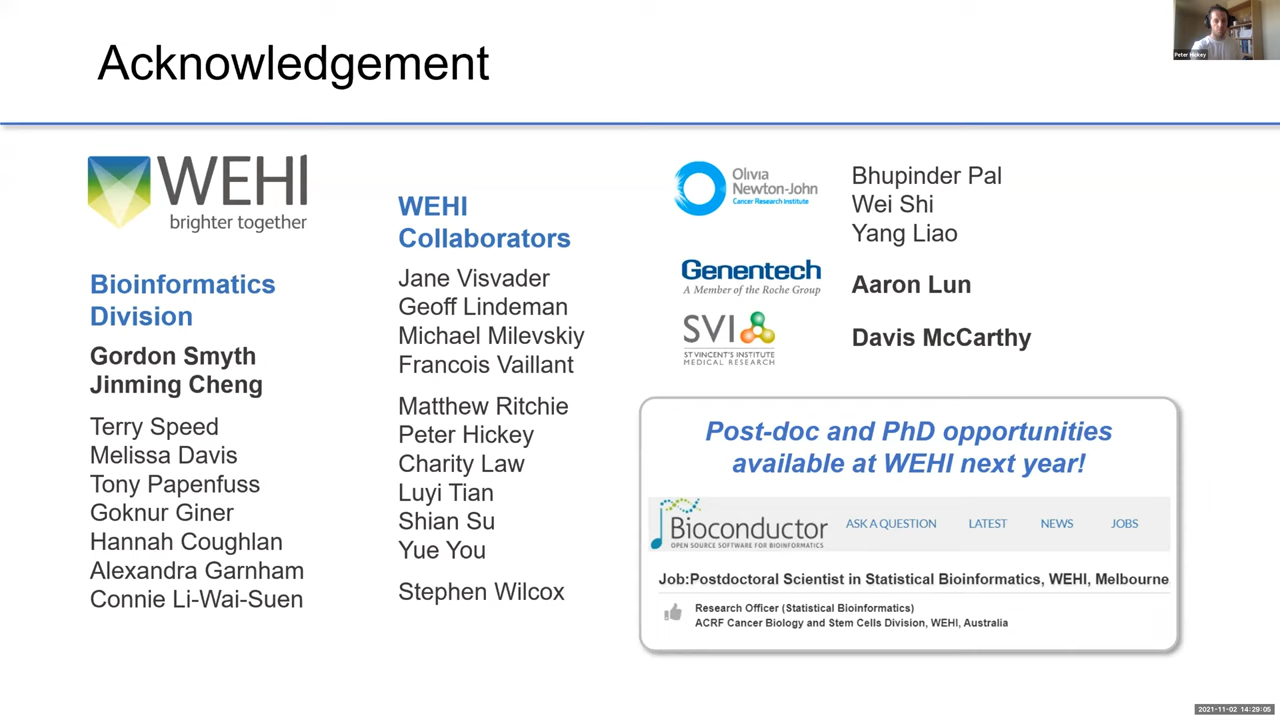 Acknowledgement
Peter Hickey
WEHI
brighter together
Bioinformatics
Division
Gordon Smyth
Jinming Cheng
Terry Speed
Melissa Davis
Tony Papenfuss
Goknur Giner
Hannah Coughlan
Alexandra Garnham
Connie Li-Wai-Suen
WEHI
Collaborators
Jane Visvader
Geoff Lindeman
Michael Milevskiy
Francois Vaillant
Matthew Ritchie
Peter Hickey
Charity Law
Luyi Tian
Shian Su
Yue You
Stephen Wilcox
Olivia
Newton-John
Cancer Research Institute
Bhupinder Pal
Wei Shi
Yang Liao
Genentech
A Member of the Roche Group
Aaron Lun
SVI
ST VINCENT'S INSTITUTE
MEDICAL RESEARCH
Davis McCarthy
Post-doc and PhD opportunities
available at WEHI next year!
Bioconductor
OPEN SOURCE SOFTWARE FOR BIOINFORMATICS
ASK A QUESTION LATEST NEWS JOBS
Job:Postdoctoral Scientist in Statistical Bioinformatics, WEHI, Melbourne
Research Officer (Statistical Bioinformatics)
ACRF Cancer Biology and Stem Cells Division, WEHI, Australia
2021-11-02 14:29:05